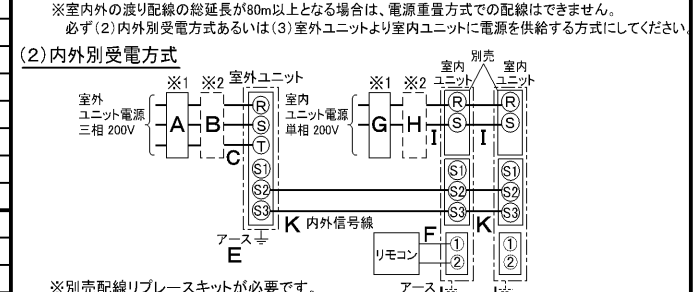 ※室内外の渡り配線の総延長が80m以上となる場合は、電源重畳方式での配線はできません。
必ず(2)内外別受電方式あるいは(3)室外ユニットより室内ユニットに電源を供給する方式にしてください
(2)内外別受電方式
※1 ※2 室外ユニット
室外
ユニット電源
三相 200V
A B C
R
S
T
S1
S2
S3
アース
E
K 内外信号線
※1 ※2
室内
ユニット電源
単相 200V
G H I I
別売
室内
ユニット
室内
ユニット
R R
S S
S1 S1
S2 S2
S3 S3
K
リモコン F
① ①
② ②
アース
※別売配線リプレースキットが必要です。